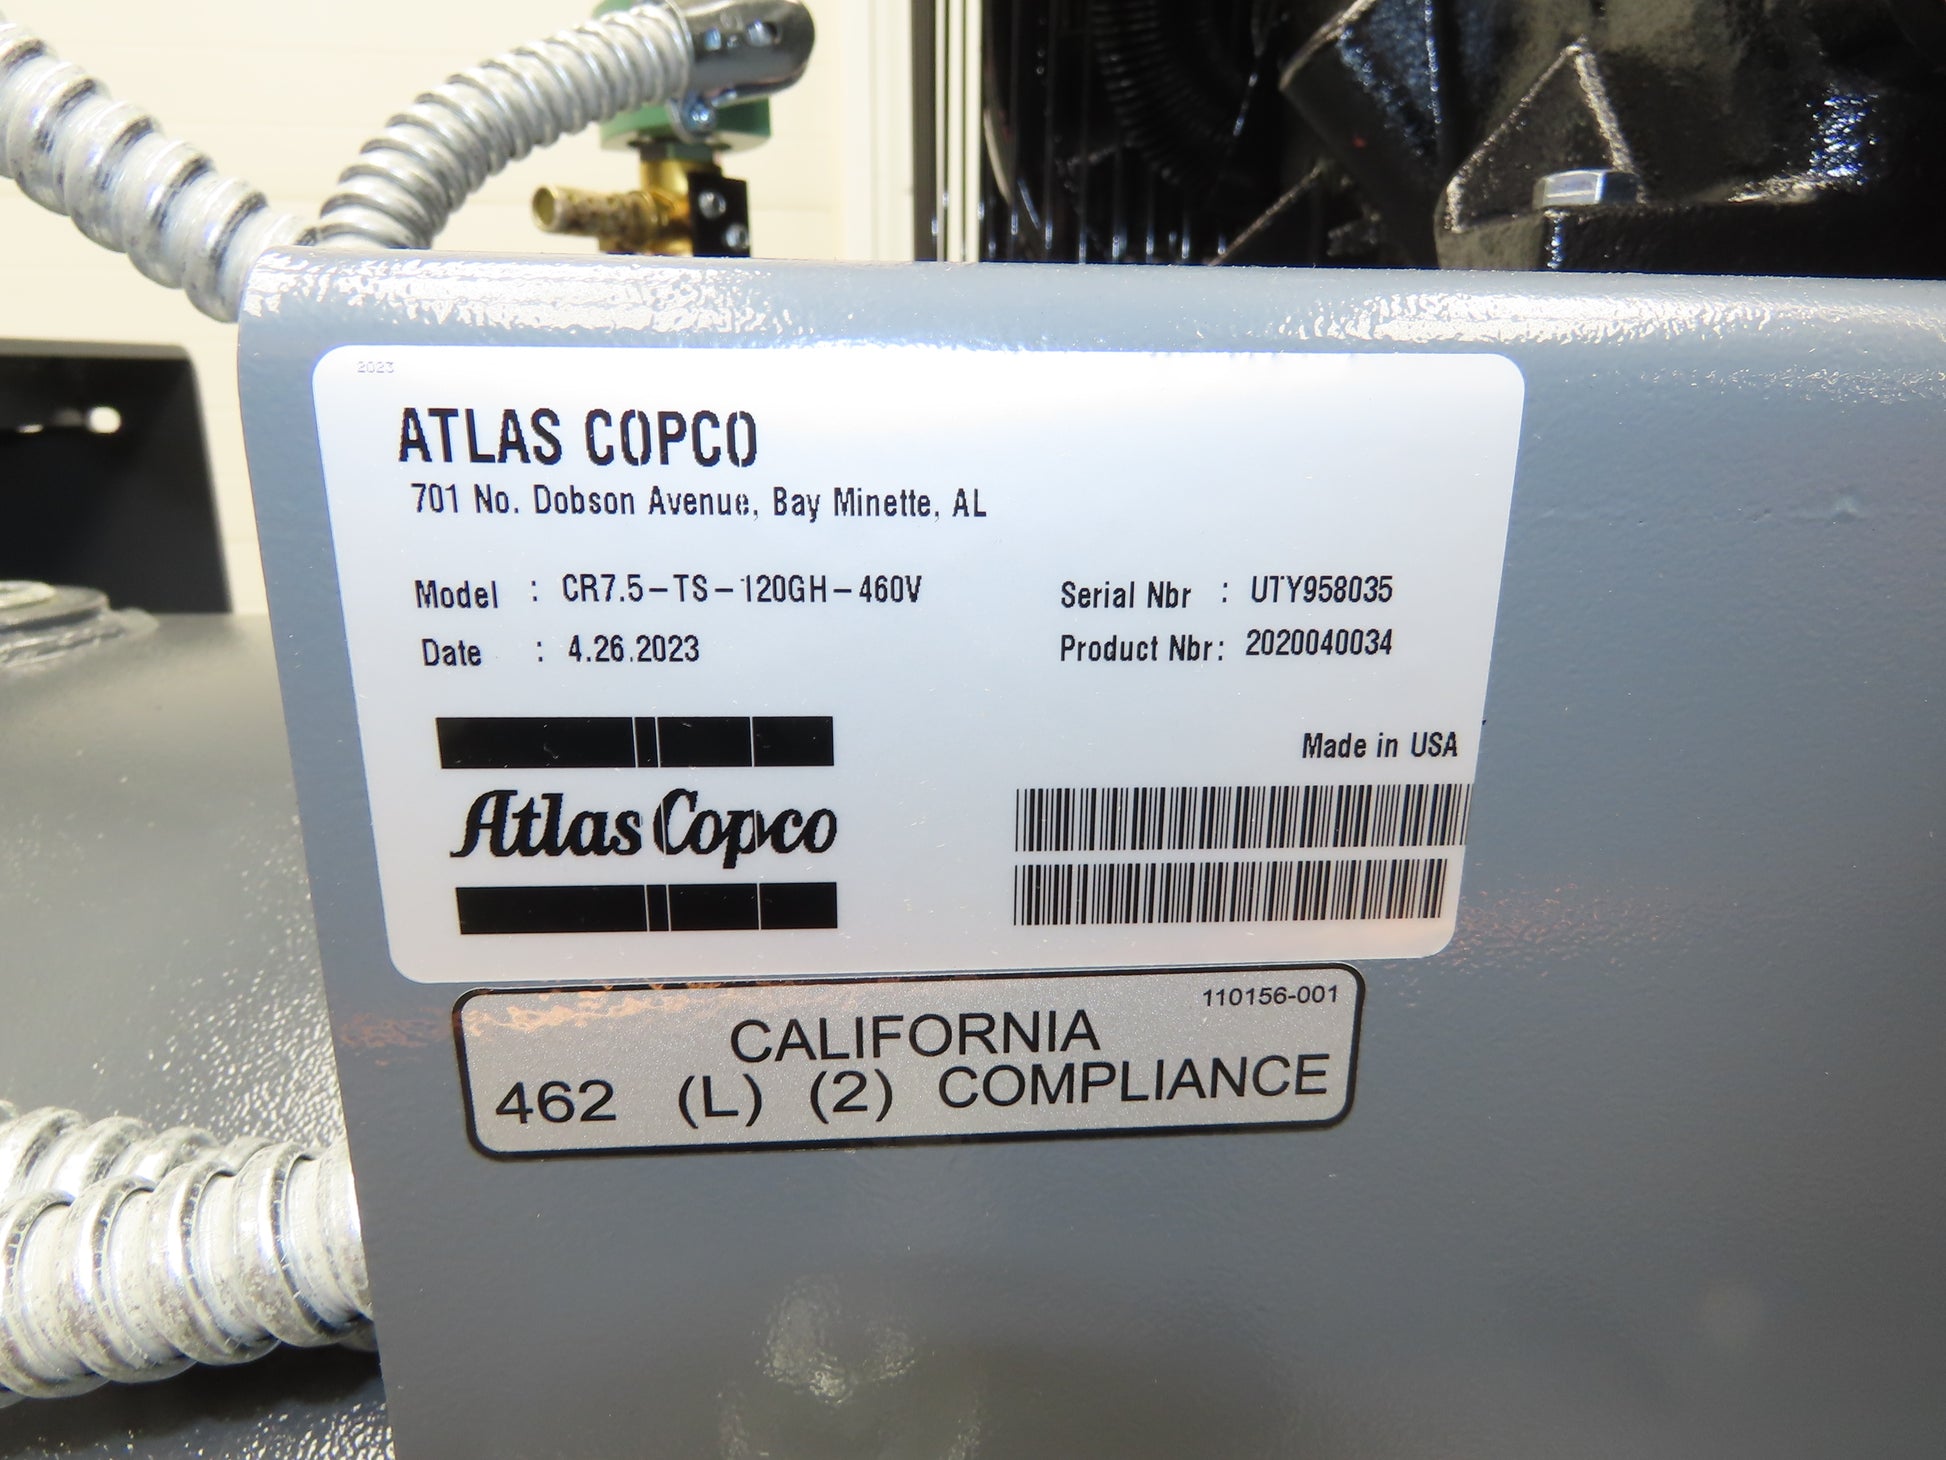 2023
ATLAS COPCO
701 No. Dobson Avenue, Bay Minette, AL
Model : CR7.5-TS-120GH-460V
Serial Nbr : UTY958035
Date : 4.26.2023
Product Nbr: 2020040034
Made in USA
Atlas Copco
110156-001
CALIFORNIA
462 (L) (2) COMPLIANCE